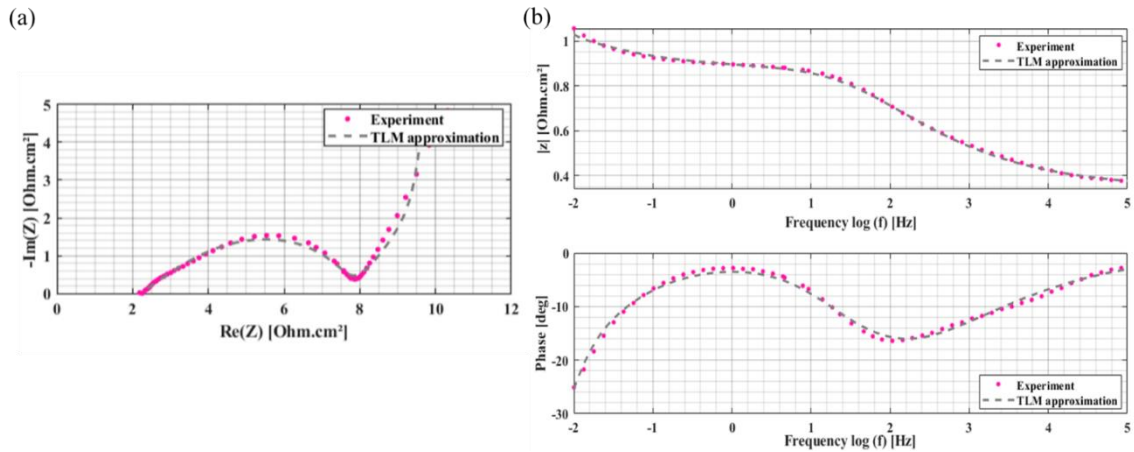 (a)
5
4
3
2
1
0
-Im(Z) [Ohm.cm²]
Experiment
TLM approximation
0 2 4 6 8 10 12
Re(Z) [Ohm.cm²]
(b)
1
0.8
0.6
0.4
|z| [Ohm.cm²]
Experiment
TLM approximation
-2 -1 0 1 2 3 4 5
Frequency log (f) [Hz]
0
-10
-20
-30
Phase [deg]
Experiment
TLM approximation
-2 -1 0 1 2 3 4 5
Frequency log (f) [Hz]